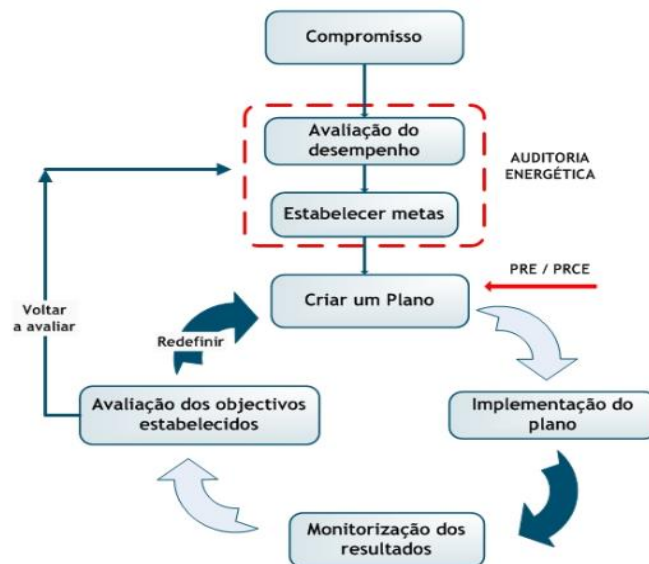 Compromisso
Avaliação do
desempenho
AUDITORIA
ENERGÉTICA
Estabelecer metas
PRE / PRCE
Criar um Plano
Voltar
a avaliar
Redefinir
Avaliação dos objectivos
estabelecidos
Implementação do
plano
Monitorização dos
resultados